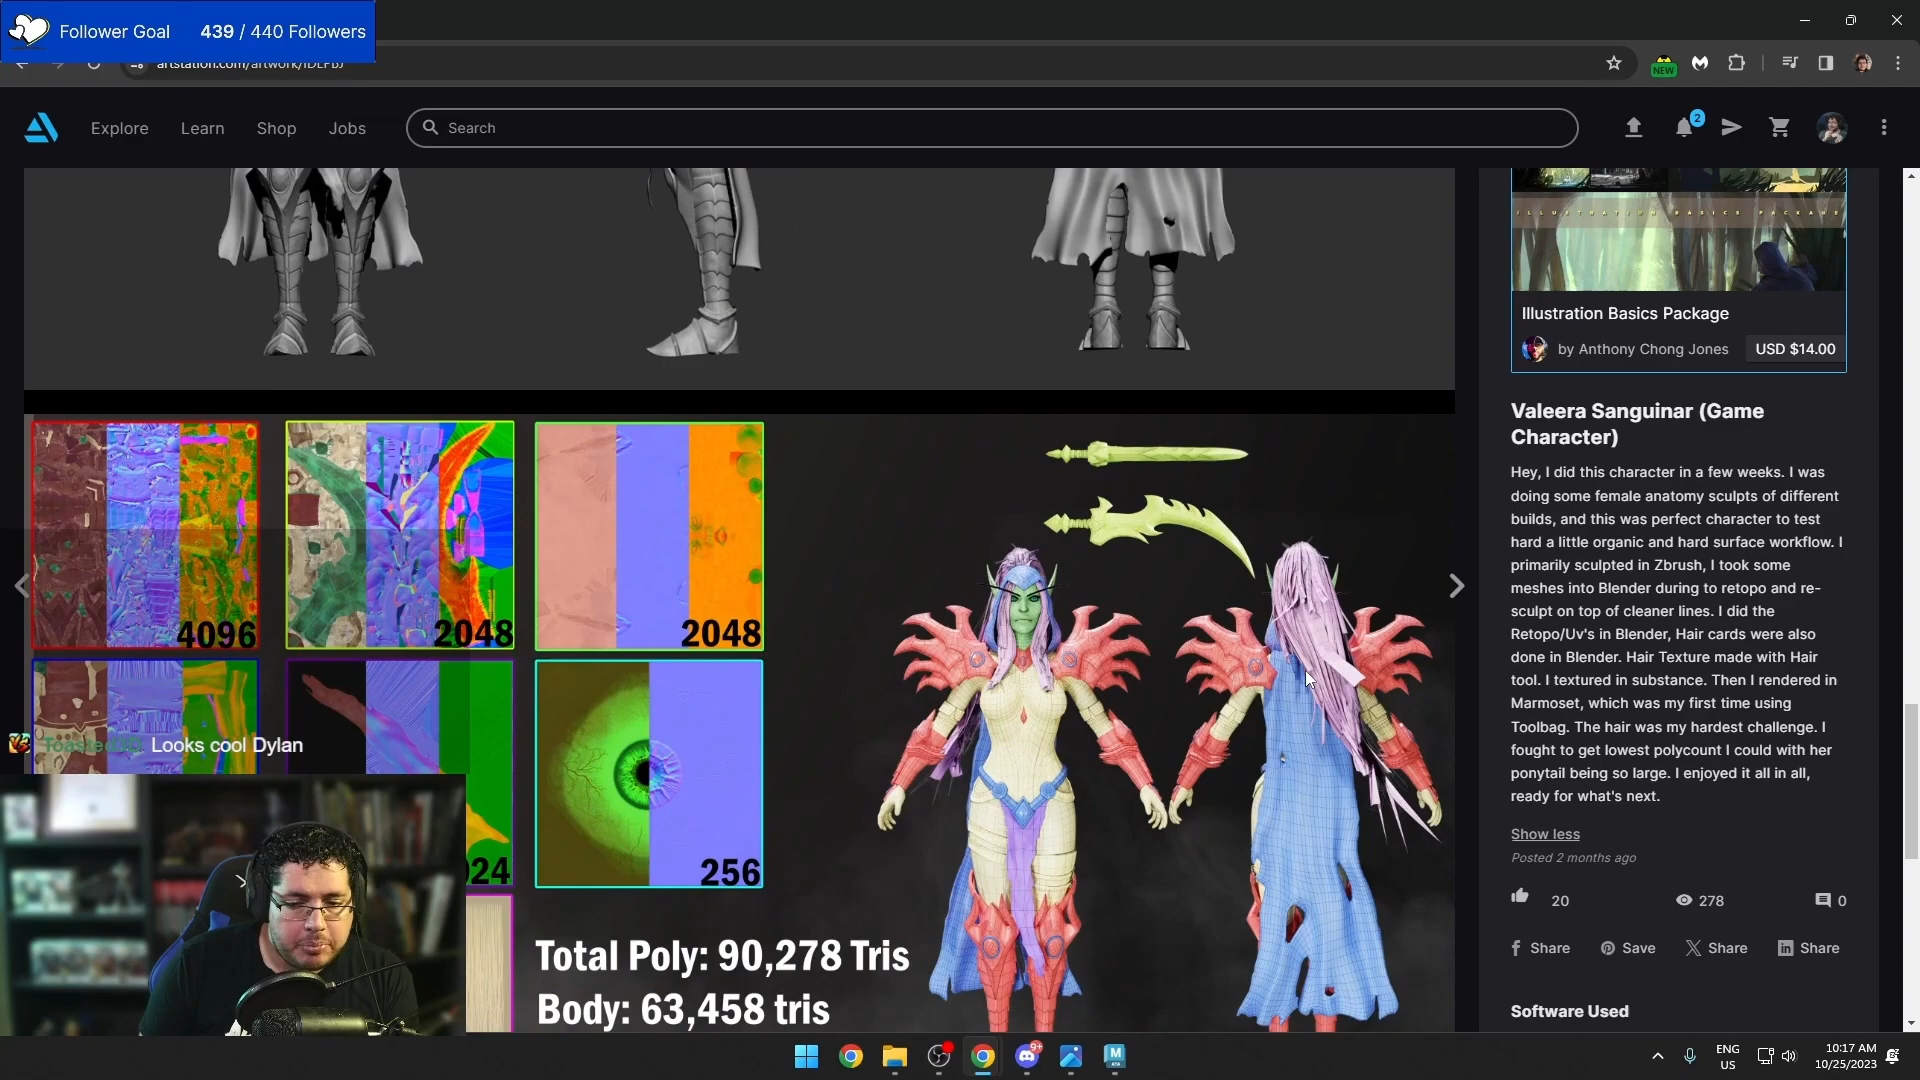 Follower Goal 439 / 440 Followers
Explore Learn Shop Jobs Search 2
NEW
ILLUSTRATION BASICS PACKAGE
Illustration Basics Package
by Anthony Chong Jones USD $14.00
Valeera Sanguinar (Game
Character)
Hey, I did this character in a few weeks. I was
doing some female anatomy sculpts of different
builds, and this was perfect character to test
hard a little organic and hard surface workflow. I
primarily sculpted in Zbrush, I took some
meshes into Blender during to retopo and re-
sculpt on top of cleaner lines. I did the
Retopo/Uv's in Blender, Hair cards were also
done in Blender. Hair Texture made with Hair
tool. I textured in substance. Then I rendered in
Marmoset, which was my first time using
Toolbag. The hair was my hardest challenge. I
fought to get lowest polycount I could with her
ponytail being so large. I enjoyed it all in all,
ready for what's next.
Show less
Posted 2 months ago
20 278 0
Share Save Share Share
Software Used
4096 2048 2048
Toasted3D Looks cool Dylan
24 256
Total Poly: 90,278 Tris
Body: 63,458 tris
9+
M
ENG
US
10:17 AM
10/25/2023